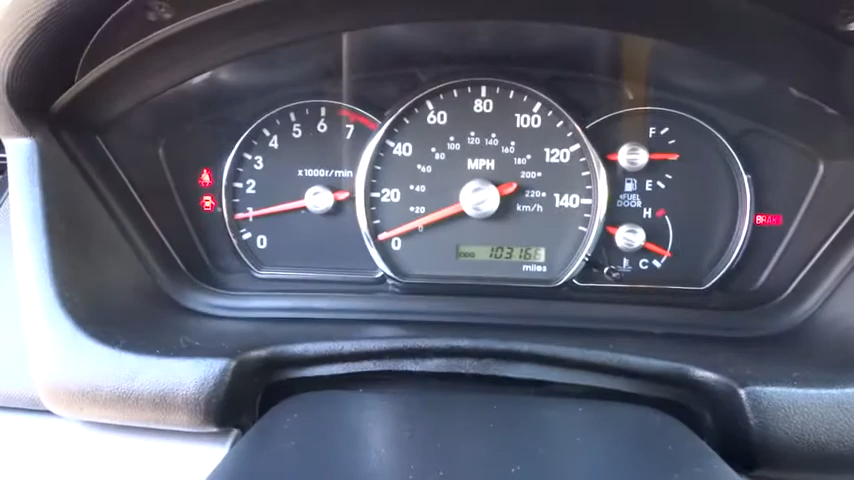 0 1 2 3 4 5 6 7
x1000r/min
0 20 40 60 80 100 120 140
20 40 60 80 100 120 140 160 180 200 220
MPH
km/h
ODO 103166
miles
F
E
FUEL
DOOR
H
C
BRAKE